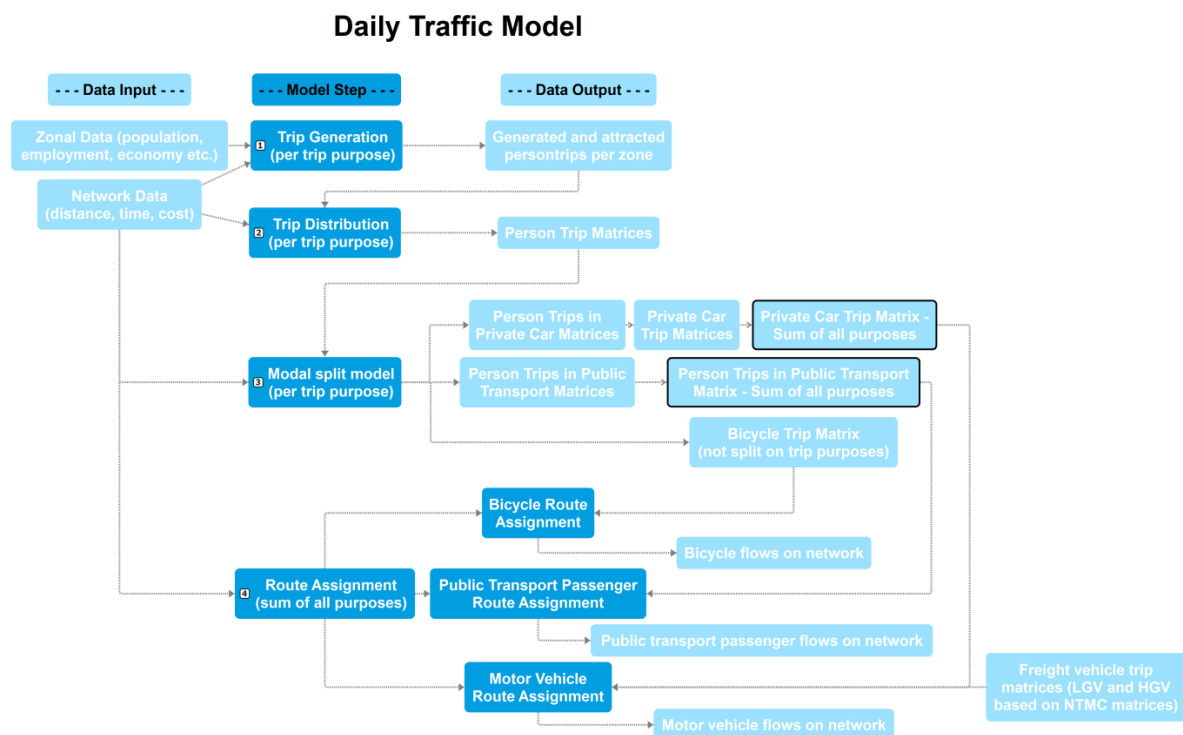 Daily Traffic Model
- - - Data Input - - -
- - - Model Step - - -
- - - Data Output - - -
Zonal Data (population,
employment, economy etc.)
1
Trip Generation
(per trip purpose)
Generated and attracted
persontrips per zone
Network Data
(distance, time, cost)
2
Trip Distribution
(per trip purpose)
Person Trip Matrices
Person Trips in
Private Car Matrices
Private Car
Trip Matrices
Private Car Trip Matrix -
Sum of all purposes
3
Modal split model
(per trip purpose)
Person Trips in Public
Transport Matrices
Person Trips in Public Transport
Matrix - Sum of all purposes
Bicycle Trip Matrix
(not split on trip purposes)
Bicycle Route
Assignment
Bicycle flows on network
4
Route Assignment
(sum of all purposes)
Public Transport Passenger
Route Assignment
Public transport passenger flows on network
Motor Vehicle
Route Assignment
Freight vehicle trip
matrices (LGV and HGV
based on NTMC matrices)
Motor vehicle flows on network